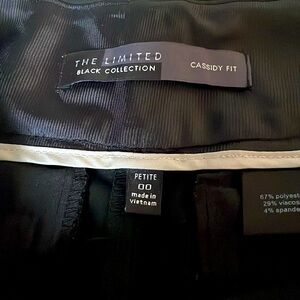 THE LIMITED
BLACK COLLECTION
CASSIDY FIT
PETITE
00
made in
vietnam
67% polyest
29% viscos
4% spande